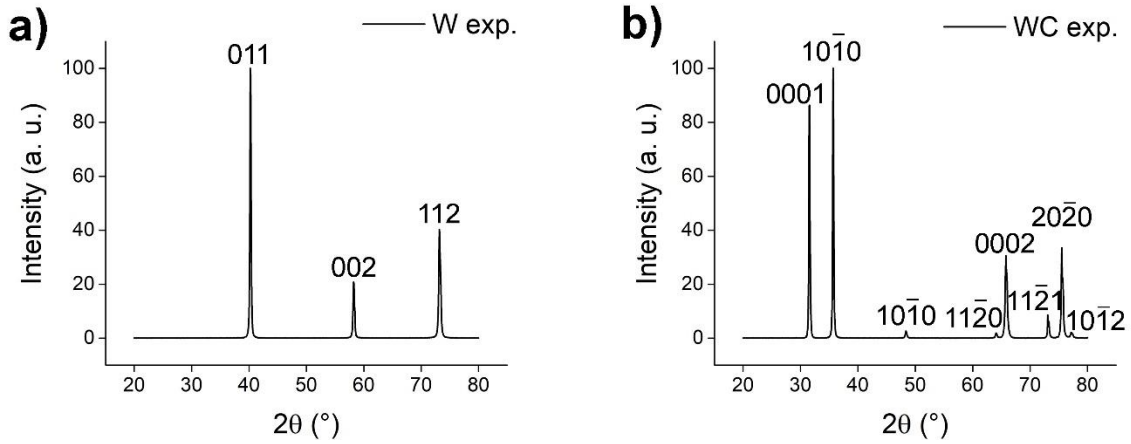 a)
W exp.
Intensity (a. u.)
100
80
60
40
20
0
011
002
112
20 30 40 50 60 70 80
2θ (°)
b)
WC exp.
Intensity (a. u.)
100
80
60
40
20
0
0001
101̅0
101̅0
112̅0
0002
112̅1
202̅0
101̅2
20 30 40 50 60 70 80
2θ (°)